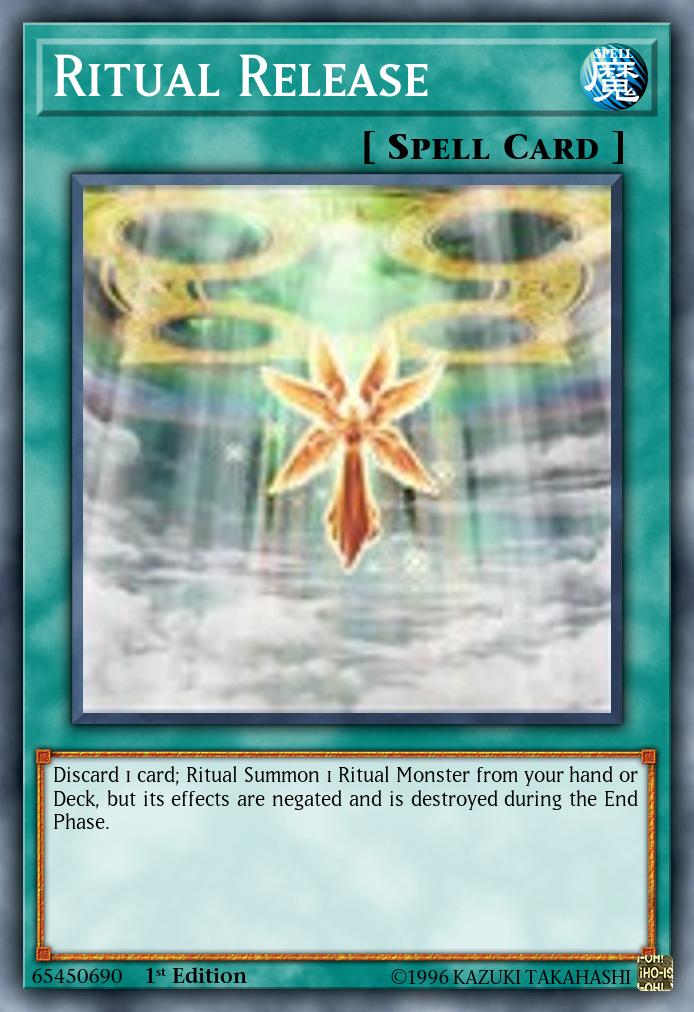 Ritual Release
SPELL
魔
[ Spell Card ]
Discard 1 card; Ritual Summon 1 Ritual Monster from your hand or
Deck, but its effects are negated and is destroyed during the End
Phase.
65450690 1st Edition ©1996 KAZUKI TAKAHASHI